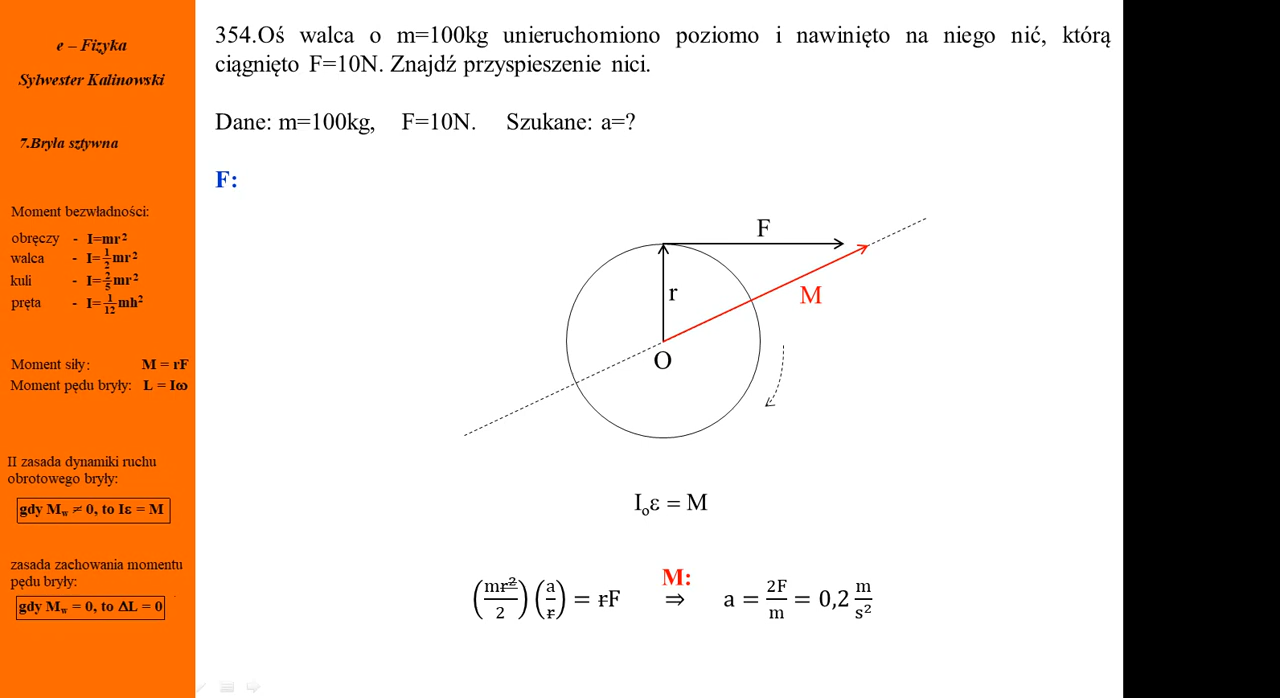 e – Fizyka
Sylwester Kalinowski
7.Bryła sztywna
Moment bezwładności:
obręczy - I=mr²
walca - I=½mr²
kuli - I=⅖mr²
pręta - I=1/12 mh²
Moment siły: M = rF
Moment pędu bryły: L = Iω
II zasada dynamiki ruchu
obrotowego bryły:
gdy Mw ≠ 0, to Iε = M
zasada zachowania momentu
pędu bryły:
gdy Mw = 0, to ΔL = 0
354.Oś walca o m=100kg unieruchomiono poziomo i nawinięto na niego nić, którą
ciągnięto F=10N. Znajdź przyspieszenie nici.
Dane: m=100kg, F=10N. Szukane: a=?
F:
F
r
M
O
Iₒε = M
M:
(mr²/2)(a/r) = rF ⇒ a = 2F/m = 0,2 m/s²